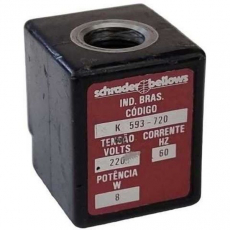 schrader bellows
IND. BRAS.
CÓDIGO
K 593-720
TENSÃO CORRENTE
VOLTS HZ
220 60
POTÊNCIA
W
8